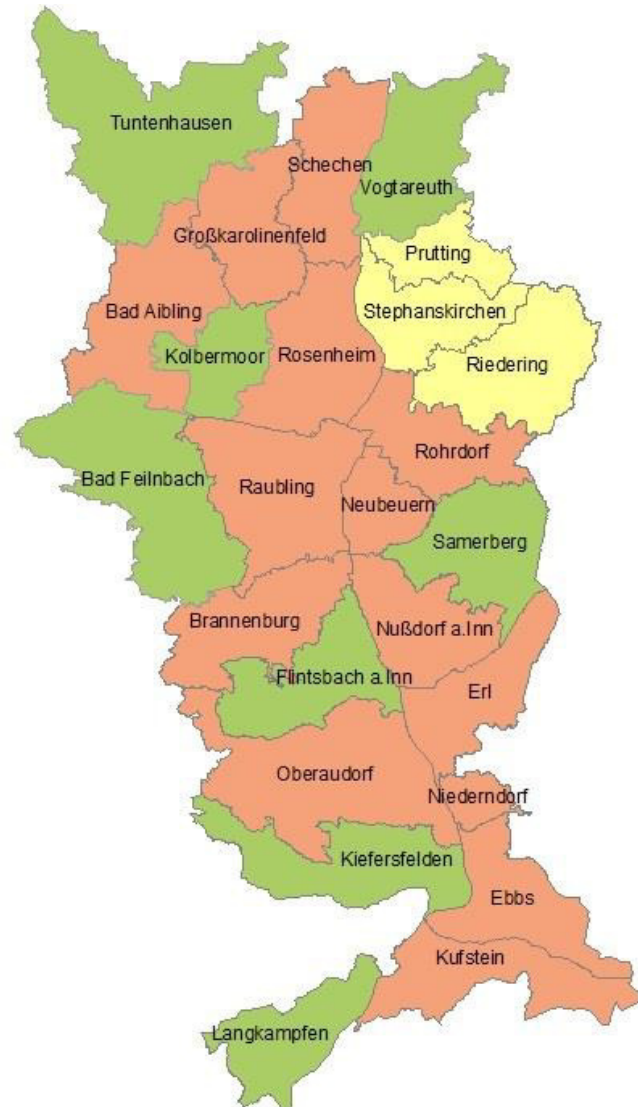 Tuntenhausen
Schechen
Vogtareuth
Großkarolinenfeld
Prutting
Bad Aibling
Stephanskirchen
Kolbermoor
Rosenheim
Riedering
Rohrdorf
Bad Feilnbach
Raubling
Neubeuern
Samerberg
Brannenburg
Nußdorf a.Inn
Flintsbach a.Inn
Erl
Oberaudorf
Niederndorf
Kiefersfelden
Ebbs
Kufstein
Langkampfen